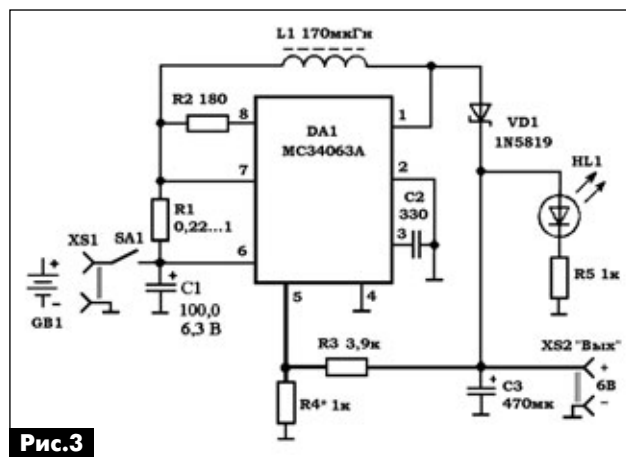 L1 170мкГн
R2 180
8
1
DA1
MC34063A
VD1
1N5819
7
2
HL1
C2
330
R1
0,22...1
3
XS1
SA1
6
R5 1к
C1
100,0
6,3 В
GB1
5
4
R3 3,9к
XS2 "Вых"
6В
R4* 1к
C3
470мк
Рис.3